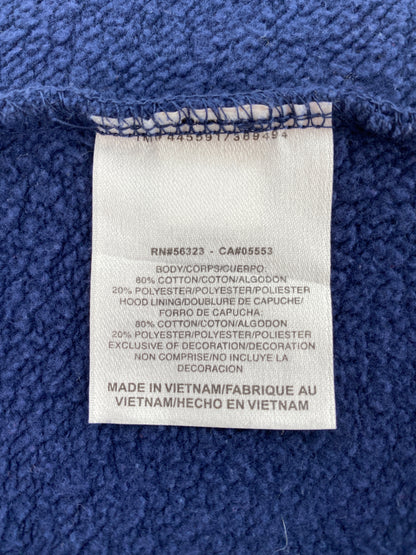 445591/389494
RN#56323 - CA#05553
BODY/CORPS/CUERPO:
80% COTTON/COTON/ALGODON
20% POLYESTER/POLYESTER/POLIESTER
HOOD LINING/DOUBLURE DE CAPUCHE/
FORRO DE CAPUCHA:
80% COTTON/COTON/ALGODON
20% POLYESTER/POLYESTER/POLIESTER
EXCLUSIVE OF DECORATION/DECORATION
NON COMPRISE/NO INCLUYE LA
DECORACION
MADE IN VIETNAM/FABRIQUE AU
VIETNAM/HECHO EN VIETNAM